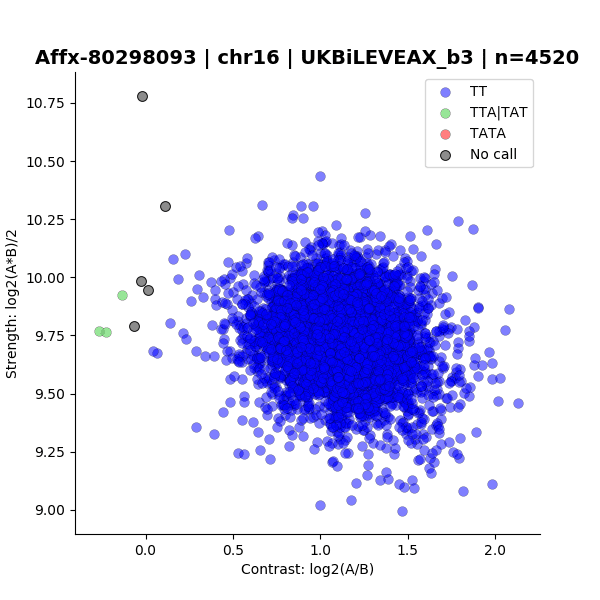 Affx-80298093 | chr16 | UKBiLEVEAX_b3 | n=4520
TT
TTA|TAT
TATA
No call
10.75
10.50
10.25
10.00
9.75
9.50
9.25
9.00
Strength: log2(A*B)/2
0.0
0.5
1.0
1.5
2.0
Contrast: log2(A/B)